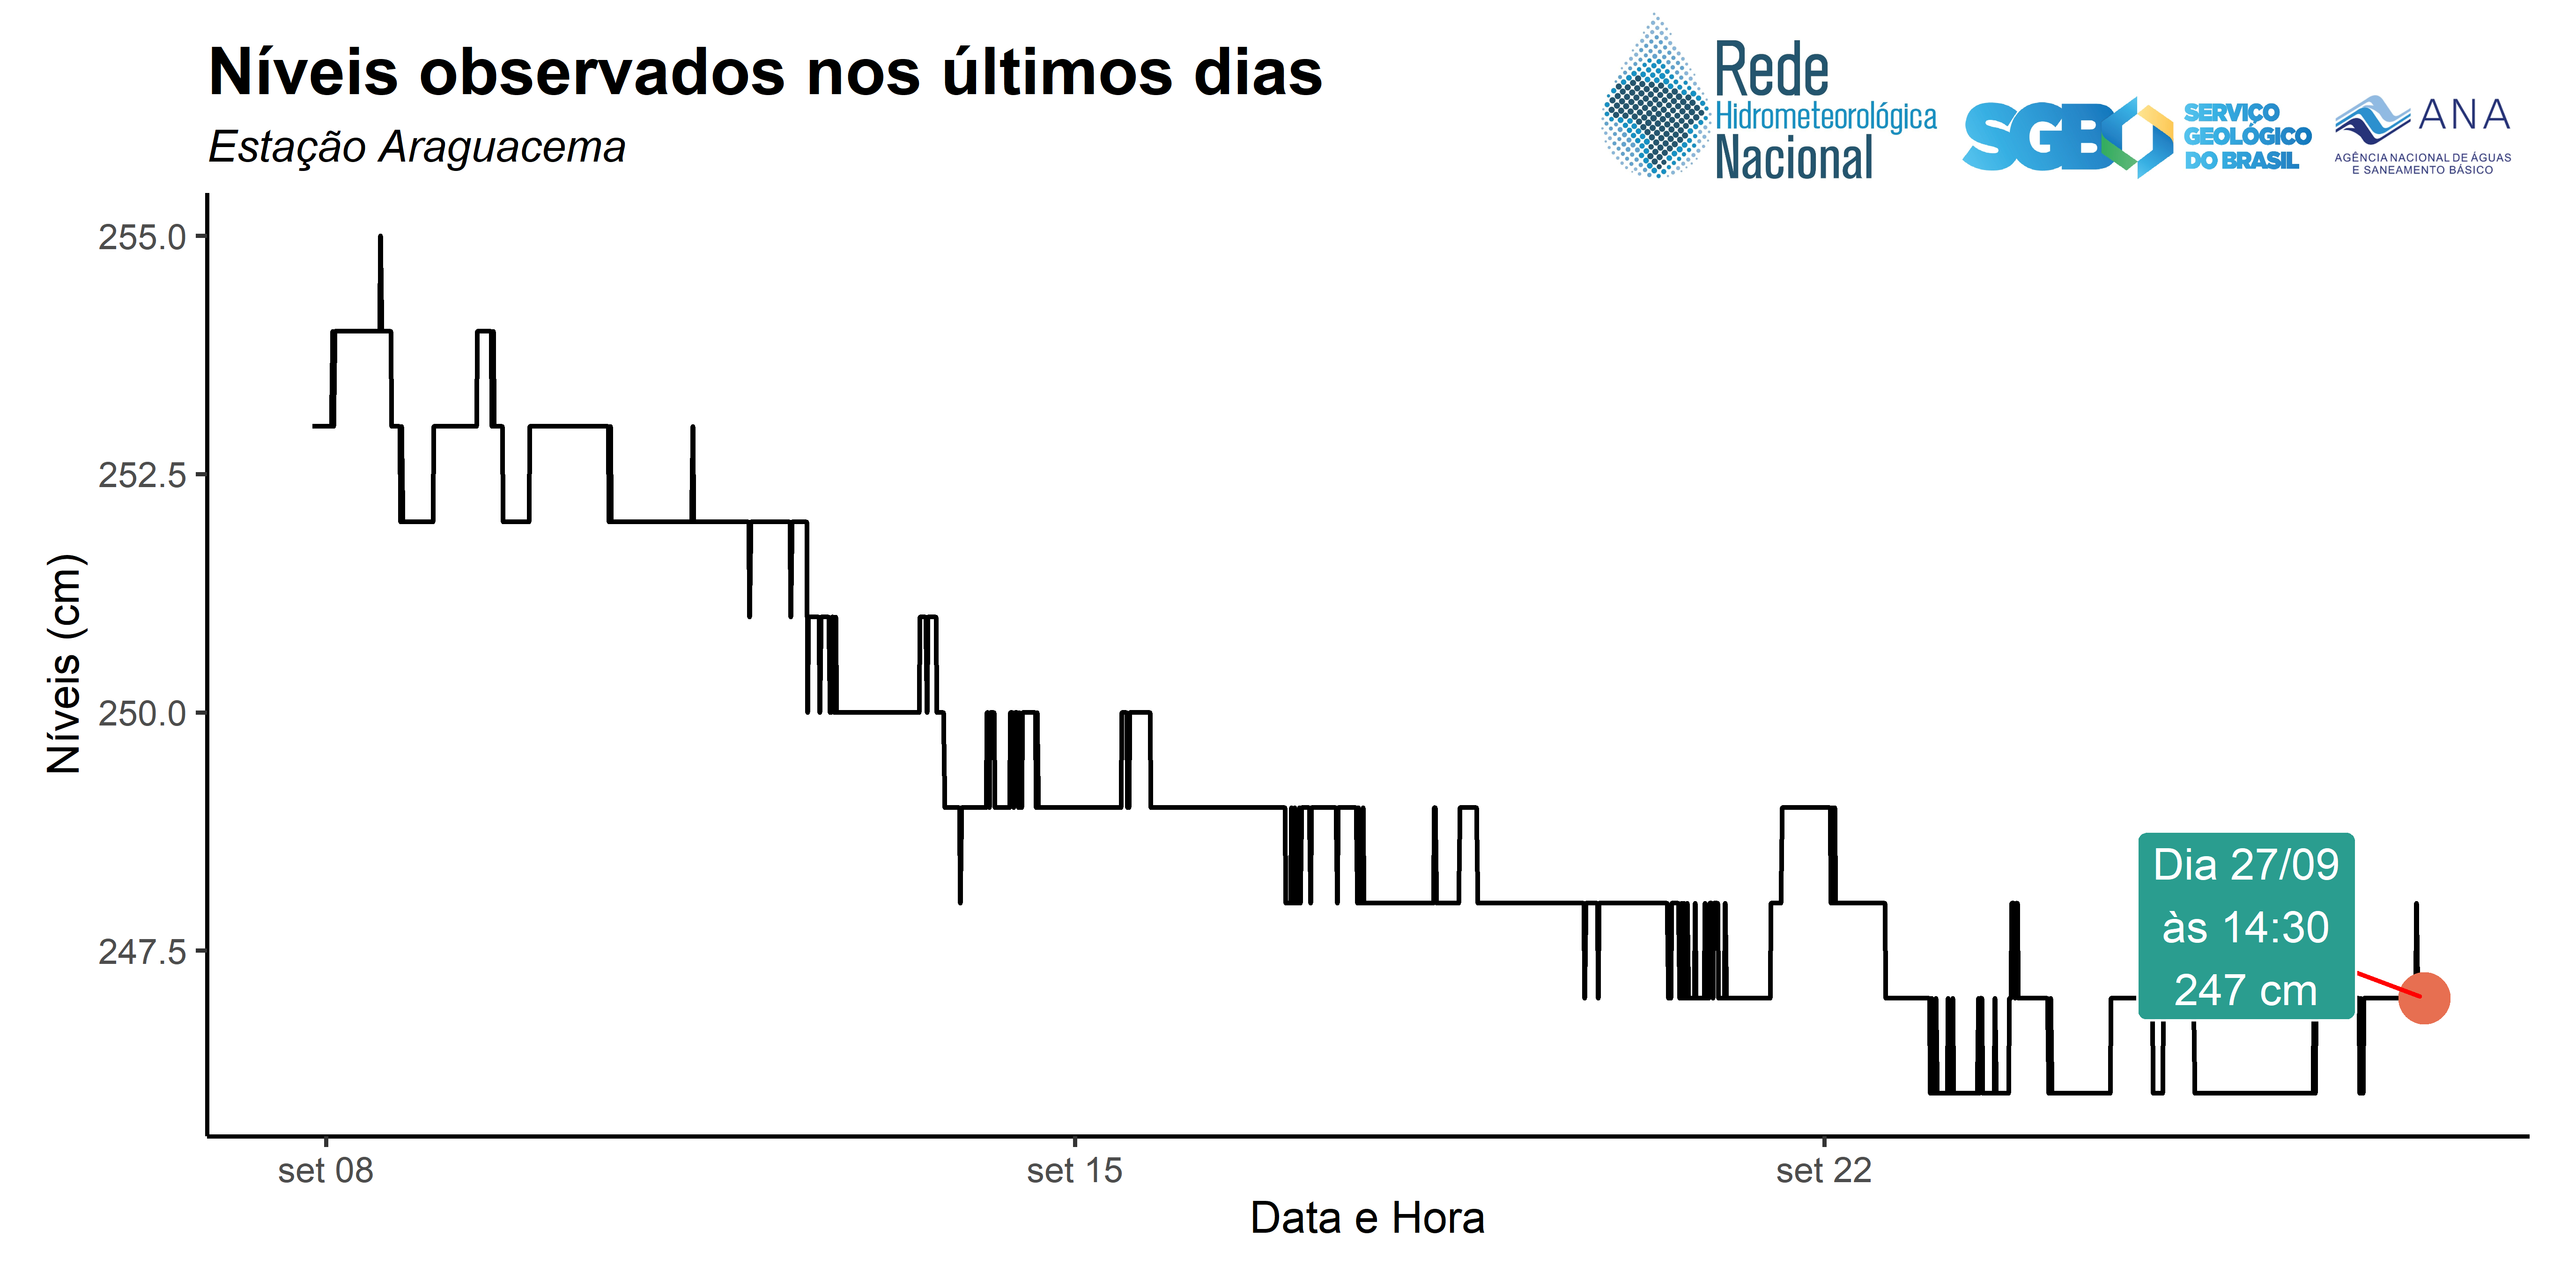 Níveis observados nos últimos dias
Estação Araguacema
Rede
Hidrometeorológica
Nacional
SGB
SERVIÇO
GEOLÓGICO
DO BRASIL
ANA
AGÊNCIA NACIONAL DE ÁGUAS
E SANEAMENTO BÁSICO
Níveis (cm)
255.0
252.5
250.0
247.5
Dia 27/09
às 14:30
247 cm
set 08
set 15
set 22
Data e Hora